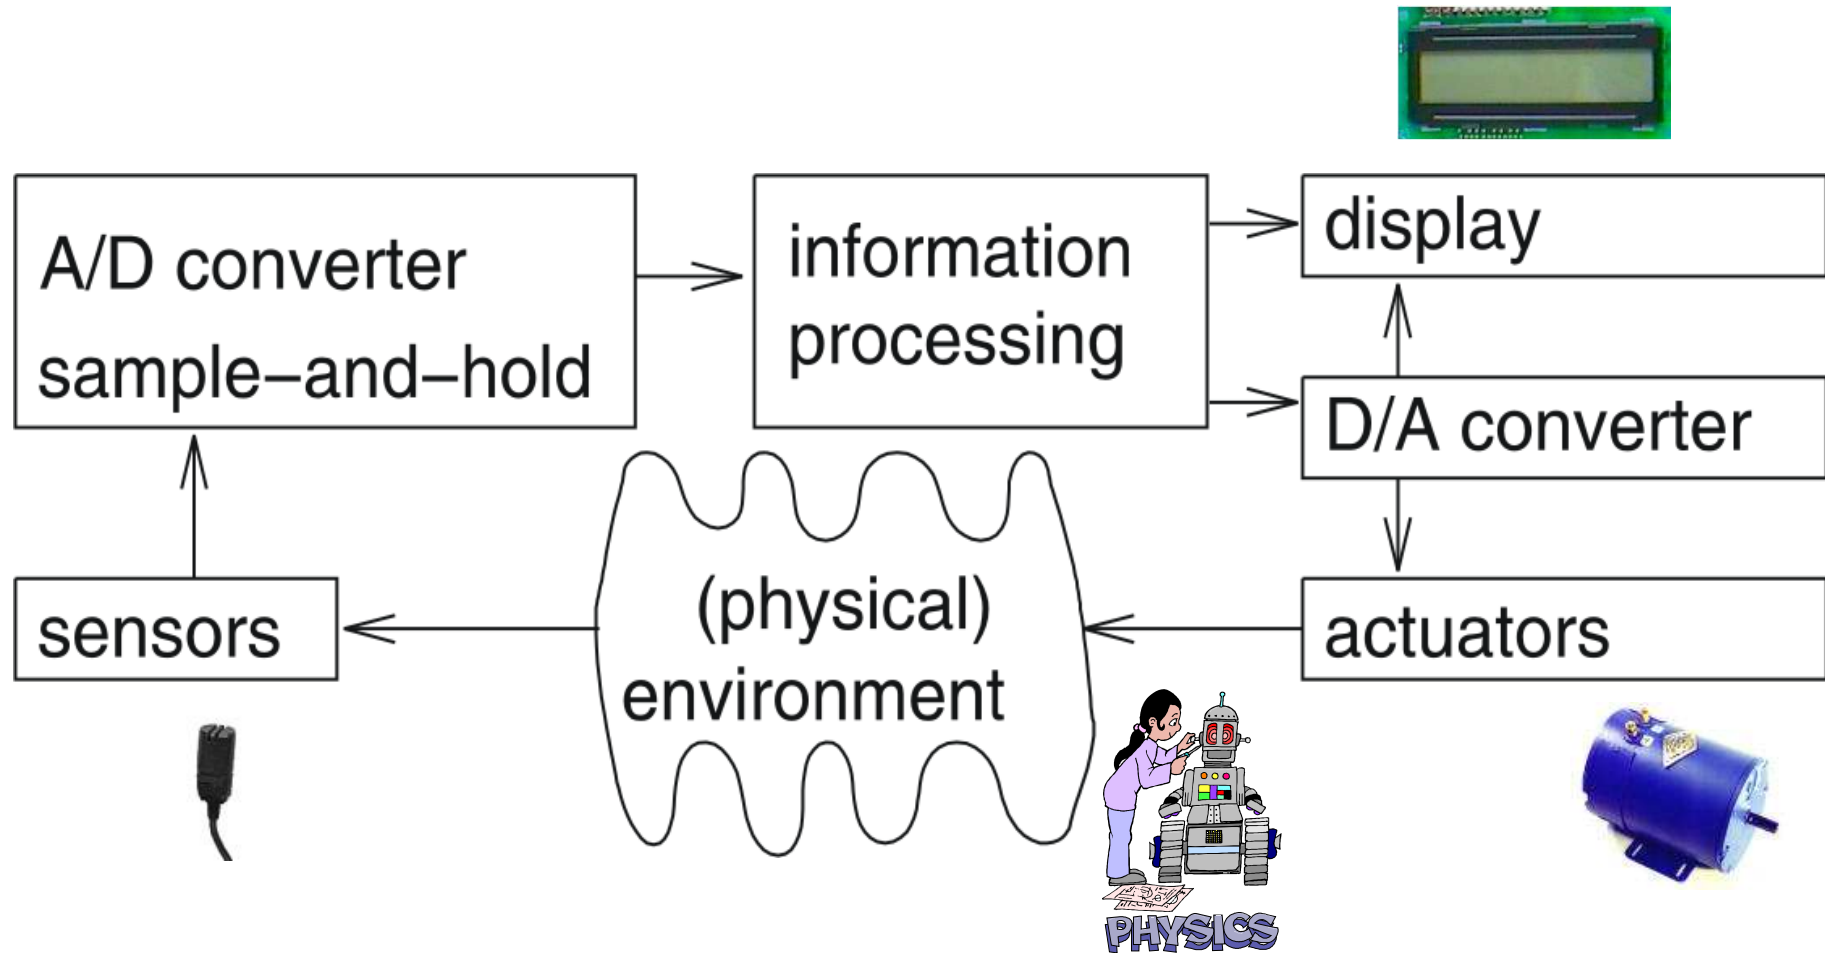 A/D converter
sample–and–hold
information
processing
display
D/A converter
sensors
(physical)
environment
actuators
PHYSICS